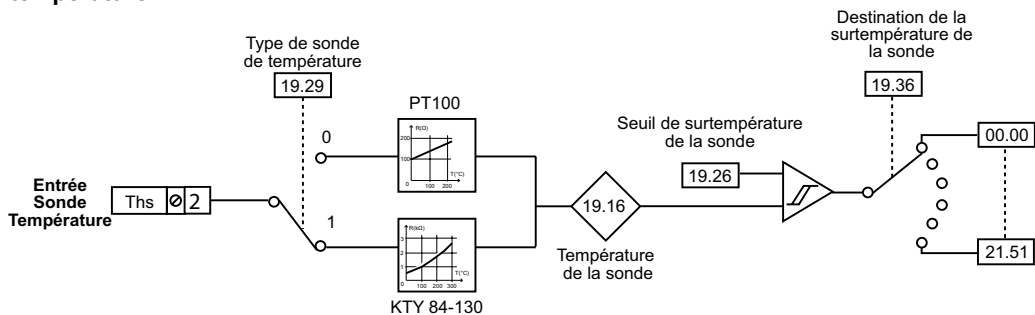 Type de sonde
de température
19.29
PT100
R(Ω)
200
100
100 200
T(°C)
0
Entrée
Sonde
Température
Ths
2
1
R(kΩ)
3
2
1
0
100 200 300
T(°C)
KTY 84-130
19.16
Température
de la sonde
Seuil de surtempérature
de la sonde
19.26
Destination de la
surtempérature de
la sonde
19.36
00.00
21.51